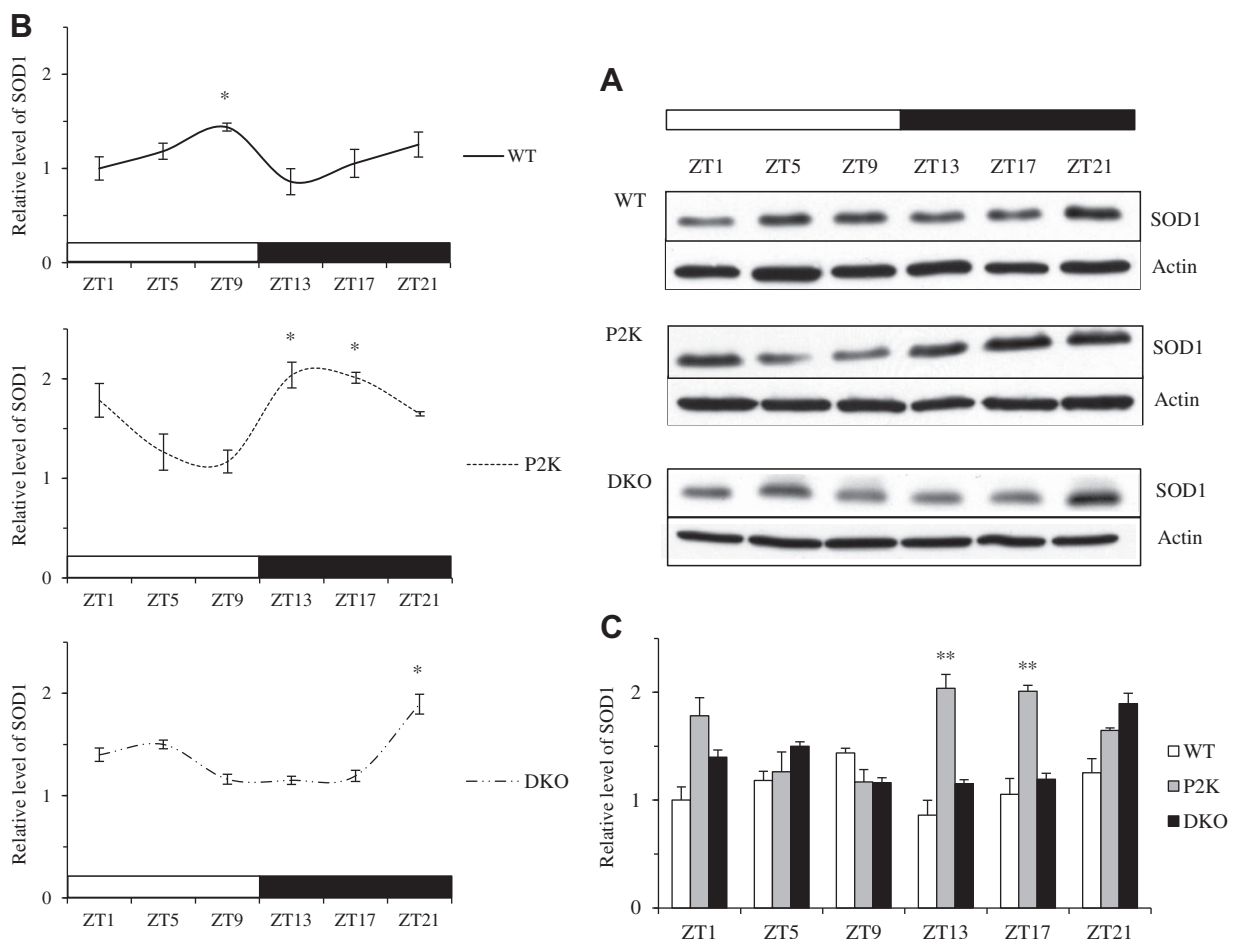 B
Relative level of SOD1
2
*
1
WT
0
ZT1 ZT5 ZT9 ZT13 ZT17 ZT21
Relative level of SOD1
* *
2
1
P2K
0
ZT1 ZT5 ZT9 ZT13 ZT17 ZT21
Relative level of SOD1
*
2
1
DKO
0
ZT1 ZT5 ZT9 ZT13 ZT17 ZT21
A
ZT1 ZT5 ZT9 ZT13 ZT17 ZT21
WT
SOD1
Actin
P2K
SOD1
Actin
DKO
SOD1
Actin
C
Relative level of SOD1
** **
2
1
0
WT
P2K
DKO
ZT1 ZT5 ZT9 ZT13 ZT17 ZT21